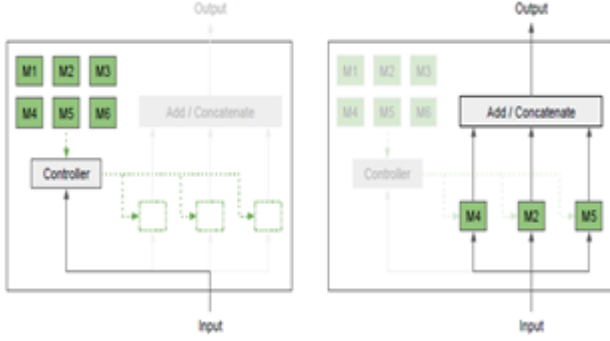 Output
M1 M2 M3
M4 M5 M6
Add / Concatenate
Controller
Input
Output
M1 M2 M3
M4 M5 M6
Add / Concatenate
Controller
M4 M2 M5
Input